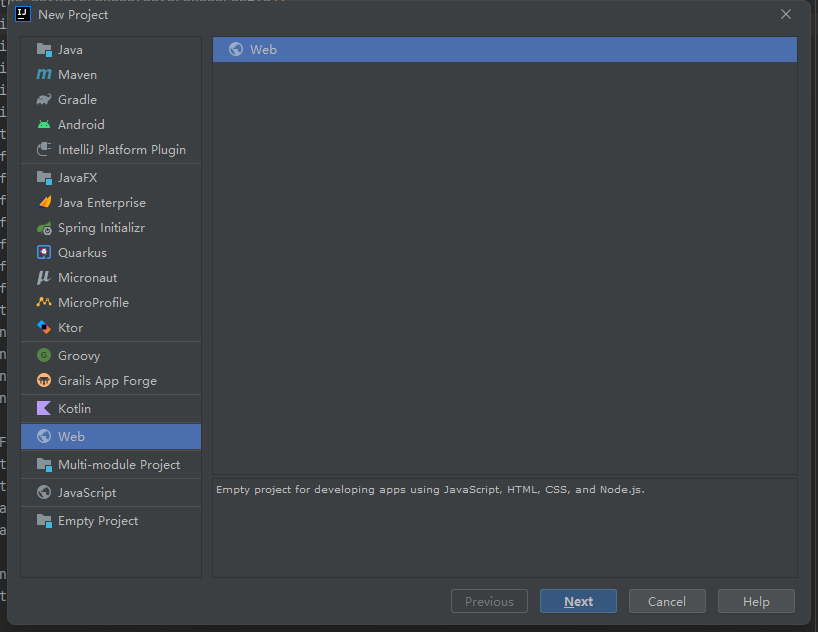 New Project
Java
Maven
Gradle
Android
IntelliJ Platform Plugin
JavaFX
Java Enterprise
Spring Initializr
Quarkus
Micronaut
MicroProfile
Ktor
Groovy
Grails App Forge
Kotlin
Web
Multi-module Project
JavaScript
Empty Project
Web
Empty project for developing apps using JavaScript, HTML, CSS, and Node.js.
Previous
Next
Cancel
Help